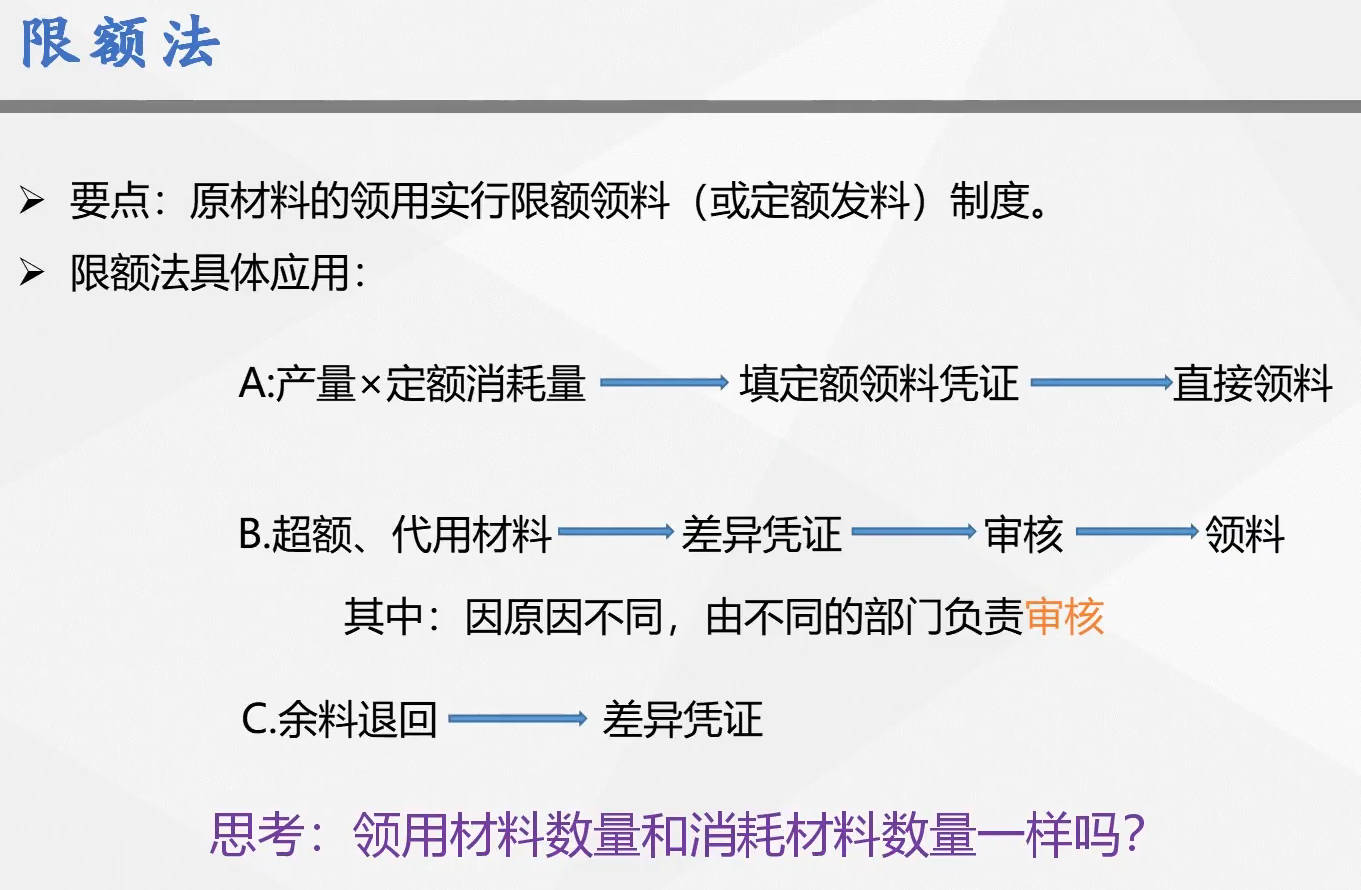 限额法
要点：原材料的领用实行限额领料（或定额发料）制度。
限额法具体应用：
A:产量×定额消耗量 填定额领料凭证 直接领料
B.超额、代用材料 差异凭证 审核 领料
其中：因原因不同，由不同的部门负责审核
C.余料退回 差异凭证
思考：领用材料数量和消耗材料数量一样吗？